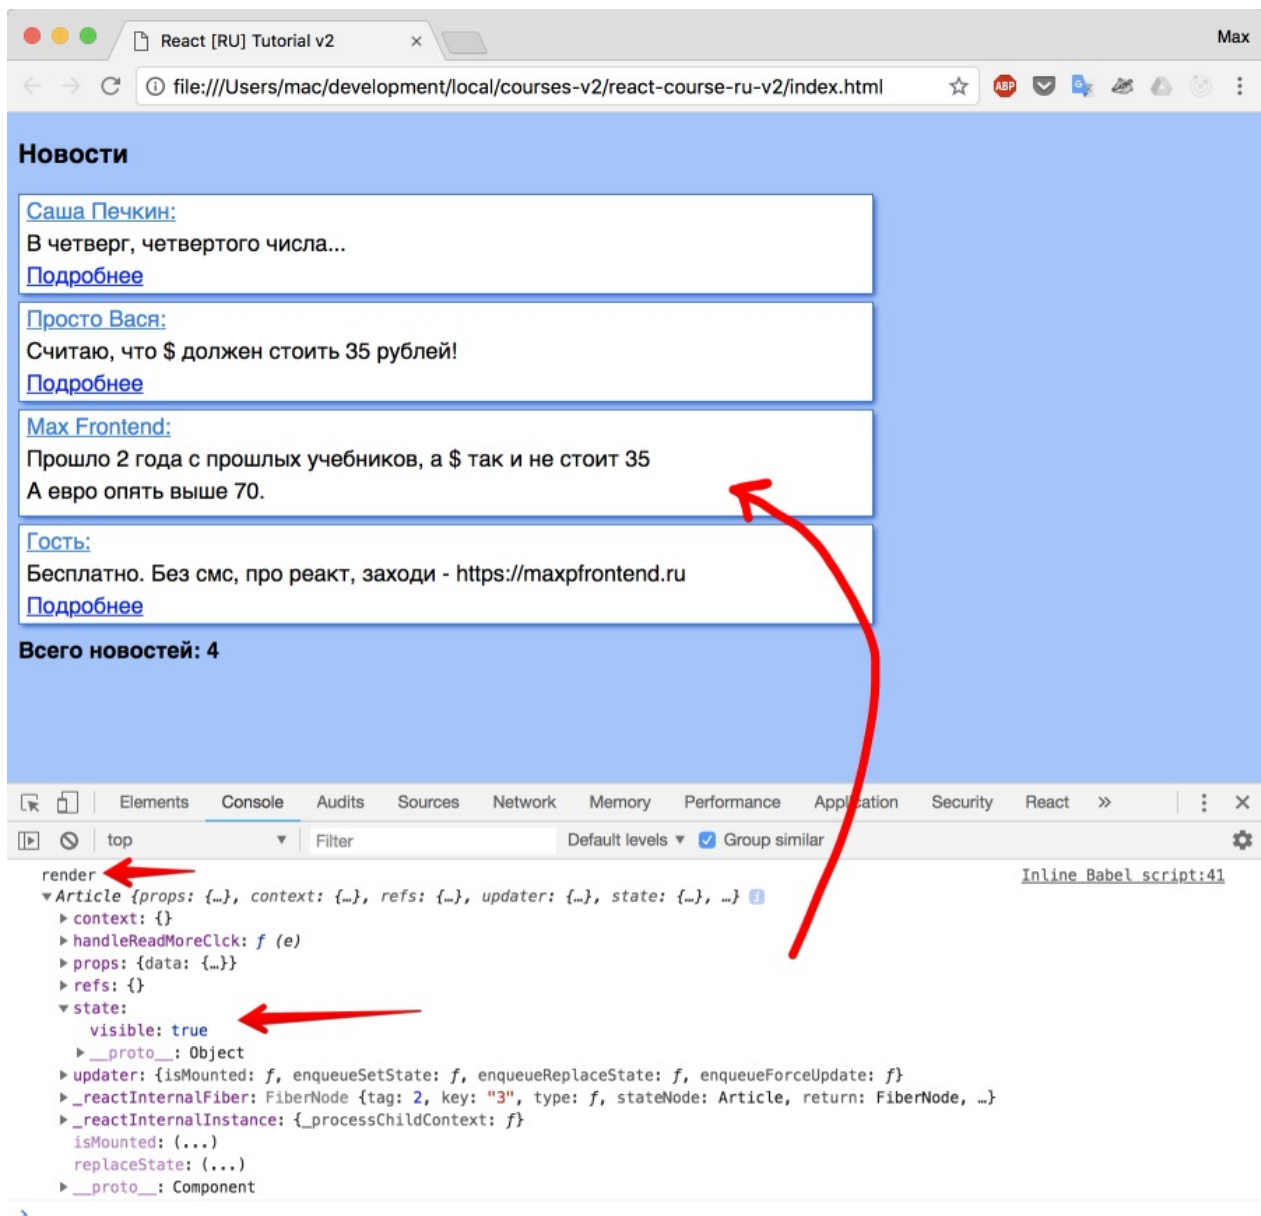 React [RU] Tutorial v2
Max
file:///Users/mac/development/local/courses-v2/react-course-ru-v2/index.html
ABP
Новости
Саша Печкин:
В четверг, четвертого числа...
Подробнее
Просто Вася:
Считаю, что $ должен стоить 35 рублей!
Подробнее
Max Frontend:
Прошло 2 года с прошлых учебников, а $ так и не стоит 35
А евро опять выше 70.
Гость:
Бесплатно. Без смс, про реакт, заходи - https://maxpfrontend.ru
Подробнее
Всего новостей: 4
Elements Console Audits Sources Network Memory Performance Application Security React »
top Filter Default levels Group similar
render Inline Babel script:41
Article {props: {…}, context: {…}, refs: {…}, updater: {…}, state: {…}, …}
context: {}
handleReadMoreClck: ƒ (e)
props: {data: {…}}
refs: {}
state:
visible: true
__proto__: Object
updater: {isMounted: ƒ, enqueueSetState: ƒ, enqueueReplaceState: ƒ, enqueueForceUpdate: ƒ}
_reactInternalFiber: FiberNode {tag: 2, key: "3", type: ƒ, stateNode: Article, return: FiberNode, …}
_reactInternalInstance: {_processChildContext: ƒ}
isMounted: (...)
replaceState: (...)
__proto__: Component